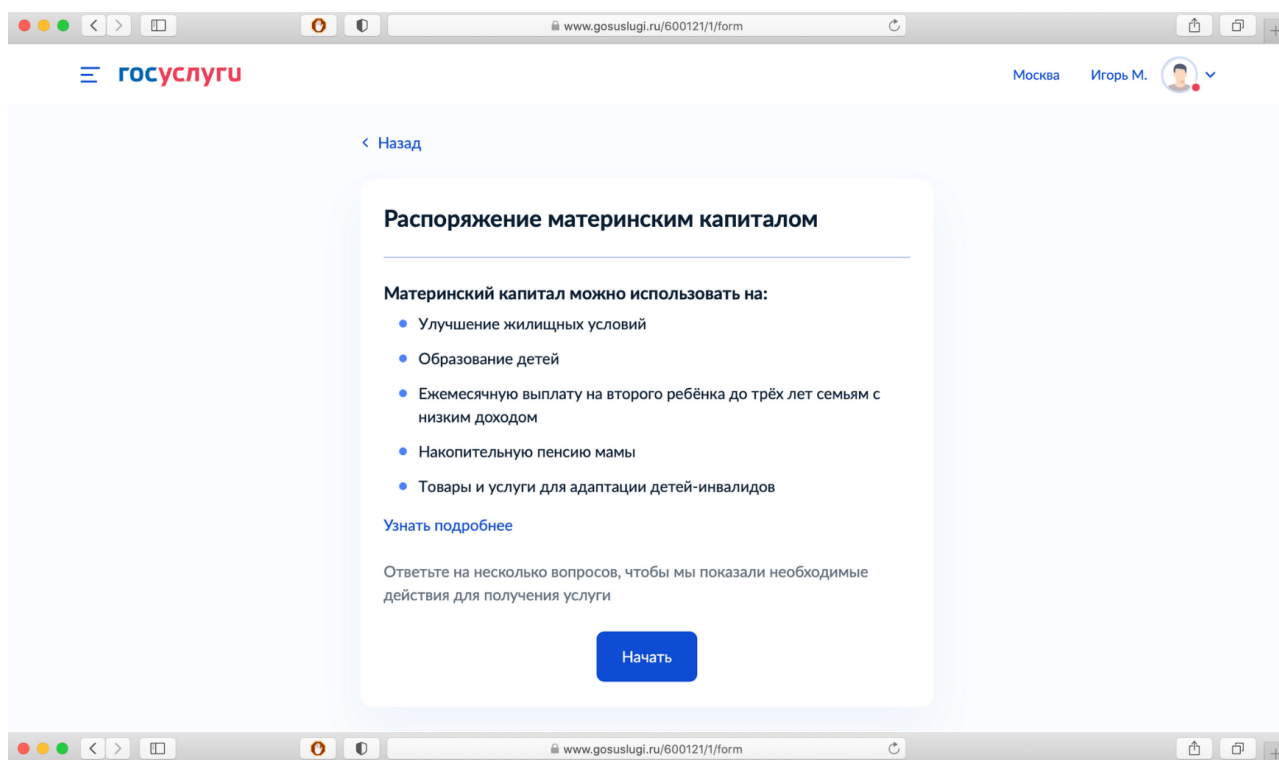 www.gosuslugi.ru/600121/1/form
госуслуги
Москва Игорь М.
Назад
Распоряжение материнским капиталом
Материнский капитал можно использовать на:
Улучшение жилищных условий
Образование детей
Ежемесячную выплату на второго ребёнка до трёх лет семьям с
низким доходом
Накопительную пенсию мамы
Товары и услуги для адаптации детей-инвалидов
Узнать подробнее
Ответьте на несколько вопросов, чтобы мы показали необходимые
действия для получения услуги
Начать
www.gosuslugi.ru/600121/1/form